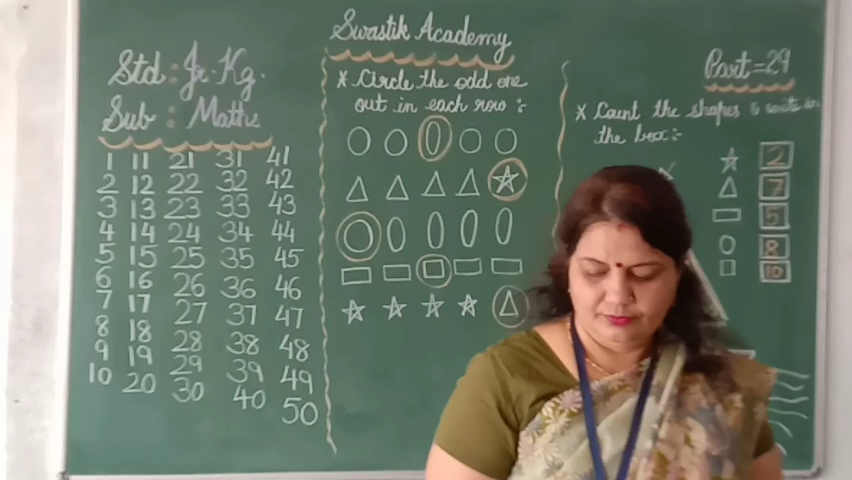 Swastik Academy
Std : Jr. Kg.
Sub : Maths
1 11 21 31 41
2 12 22 32 42
3 13 23 33 43
4 14 24 34 44
5 15 25 35 45
6 16 26 36 46
7 17 27 37 47
8 18 28 38 48
9 19 29 39 49
10 20 30 40 50
* Circle the odd one
out in each row :-
Part = 29
* Count the shapes & write in
the box :-
2
7
5
8
10